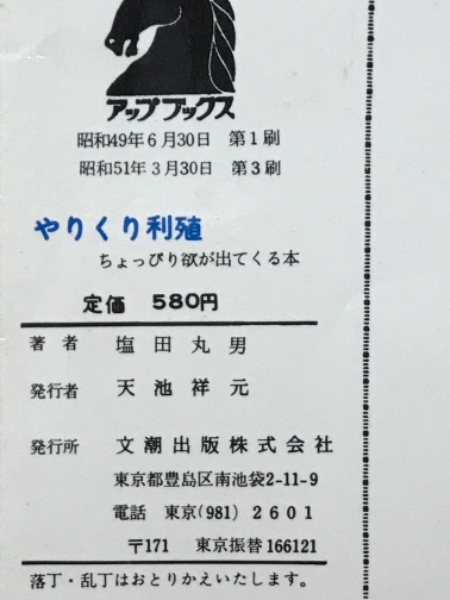 アップブックス
昭和49年6月30日 第1刷
昭和51年3月30日 第3刷
やりくり利殖
ちょっぴり欲が出てくる本
定価 580円
著者 塩田丸男
発行者 天池祥元
発行所 文潮出版株式会社
東京都豊島区南池袋2-11-9
電話 東京(981)2601
〒171 東京振替166121
落丁・乱丁はおとりかえいたします。